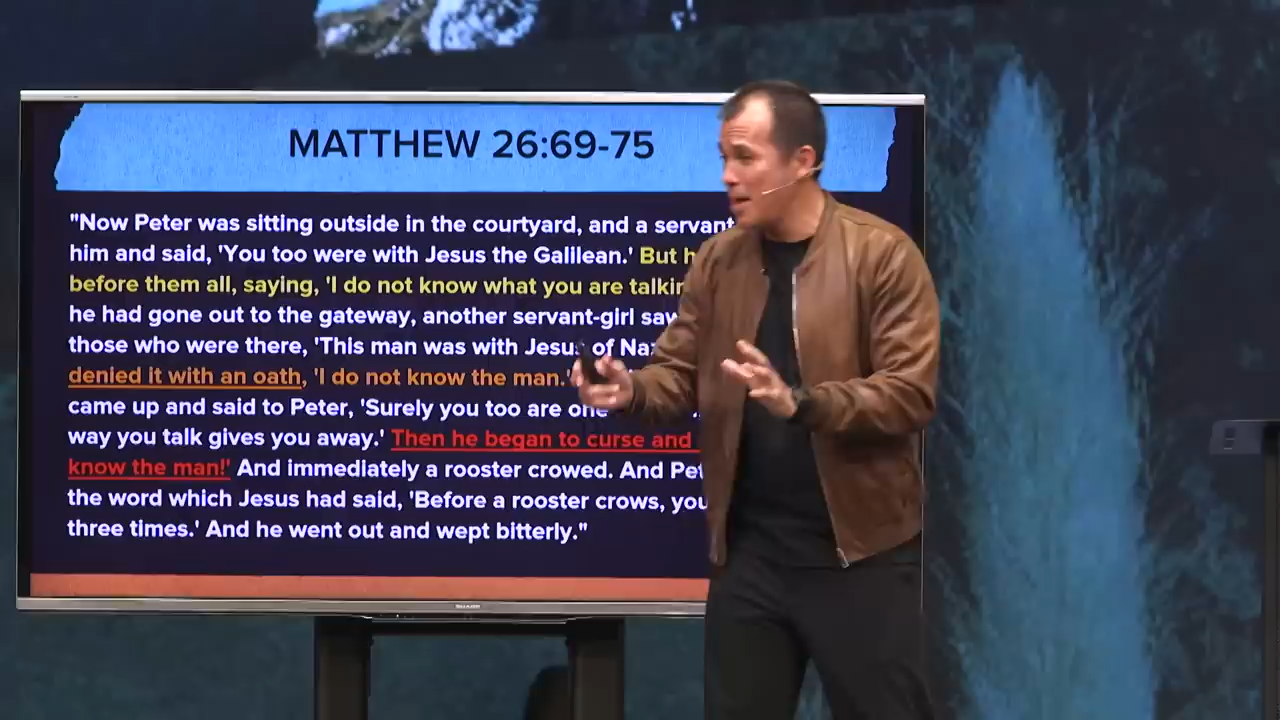 MATTHEW 26:69-75
"Now Peter was sitting outside in the courtyard, and a servant
him and said, 'You too were with Jesus the Galilean.' But
before them all, saying, 'I do not know what you are
he had gone out to the gateway, another servant-girl
those who were there, 'This man was with Jesus of
denied it with an oath, 'I do not know the man.'
came up and said to Peter, 'Surely you too are one
way you talk gives you away.' Then he began to curse and
know the man!' And immediately a rooster crowed. And
the word which Jesus had said, 'Before a rooster crows, you
three times.' And he went out and wept bitterly."
SHARP